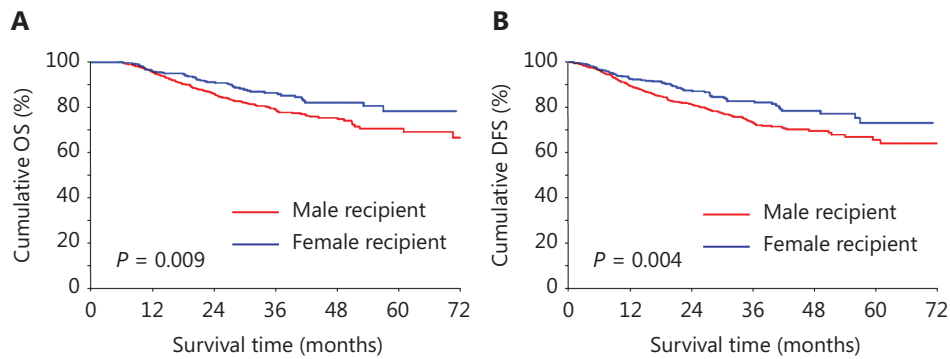 A
Cumulative OS (%)
100
80
60
40
20
0
Male recipient
Female recipient
P = 0.009
0 12 24 36 48 60 72
Survival time (months)
B
Cumulative DFS (%)
100
80
60
40
20
0
Male recipient
Female recipient
P = 0.004
0 12 24 36 48 60 72
Survival time (months)